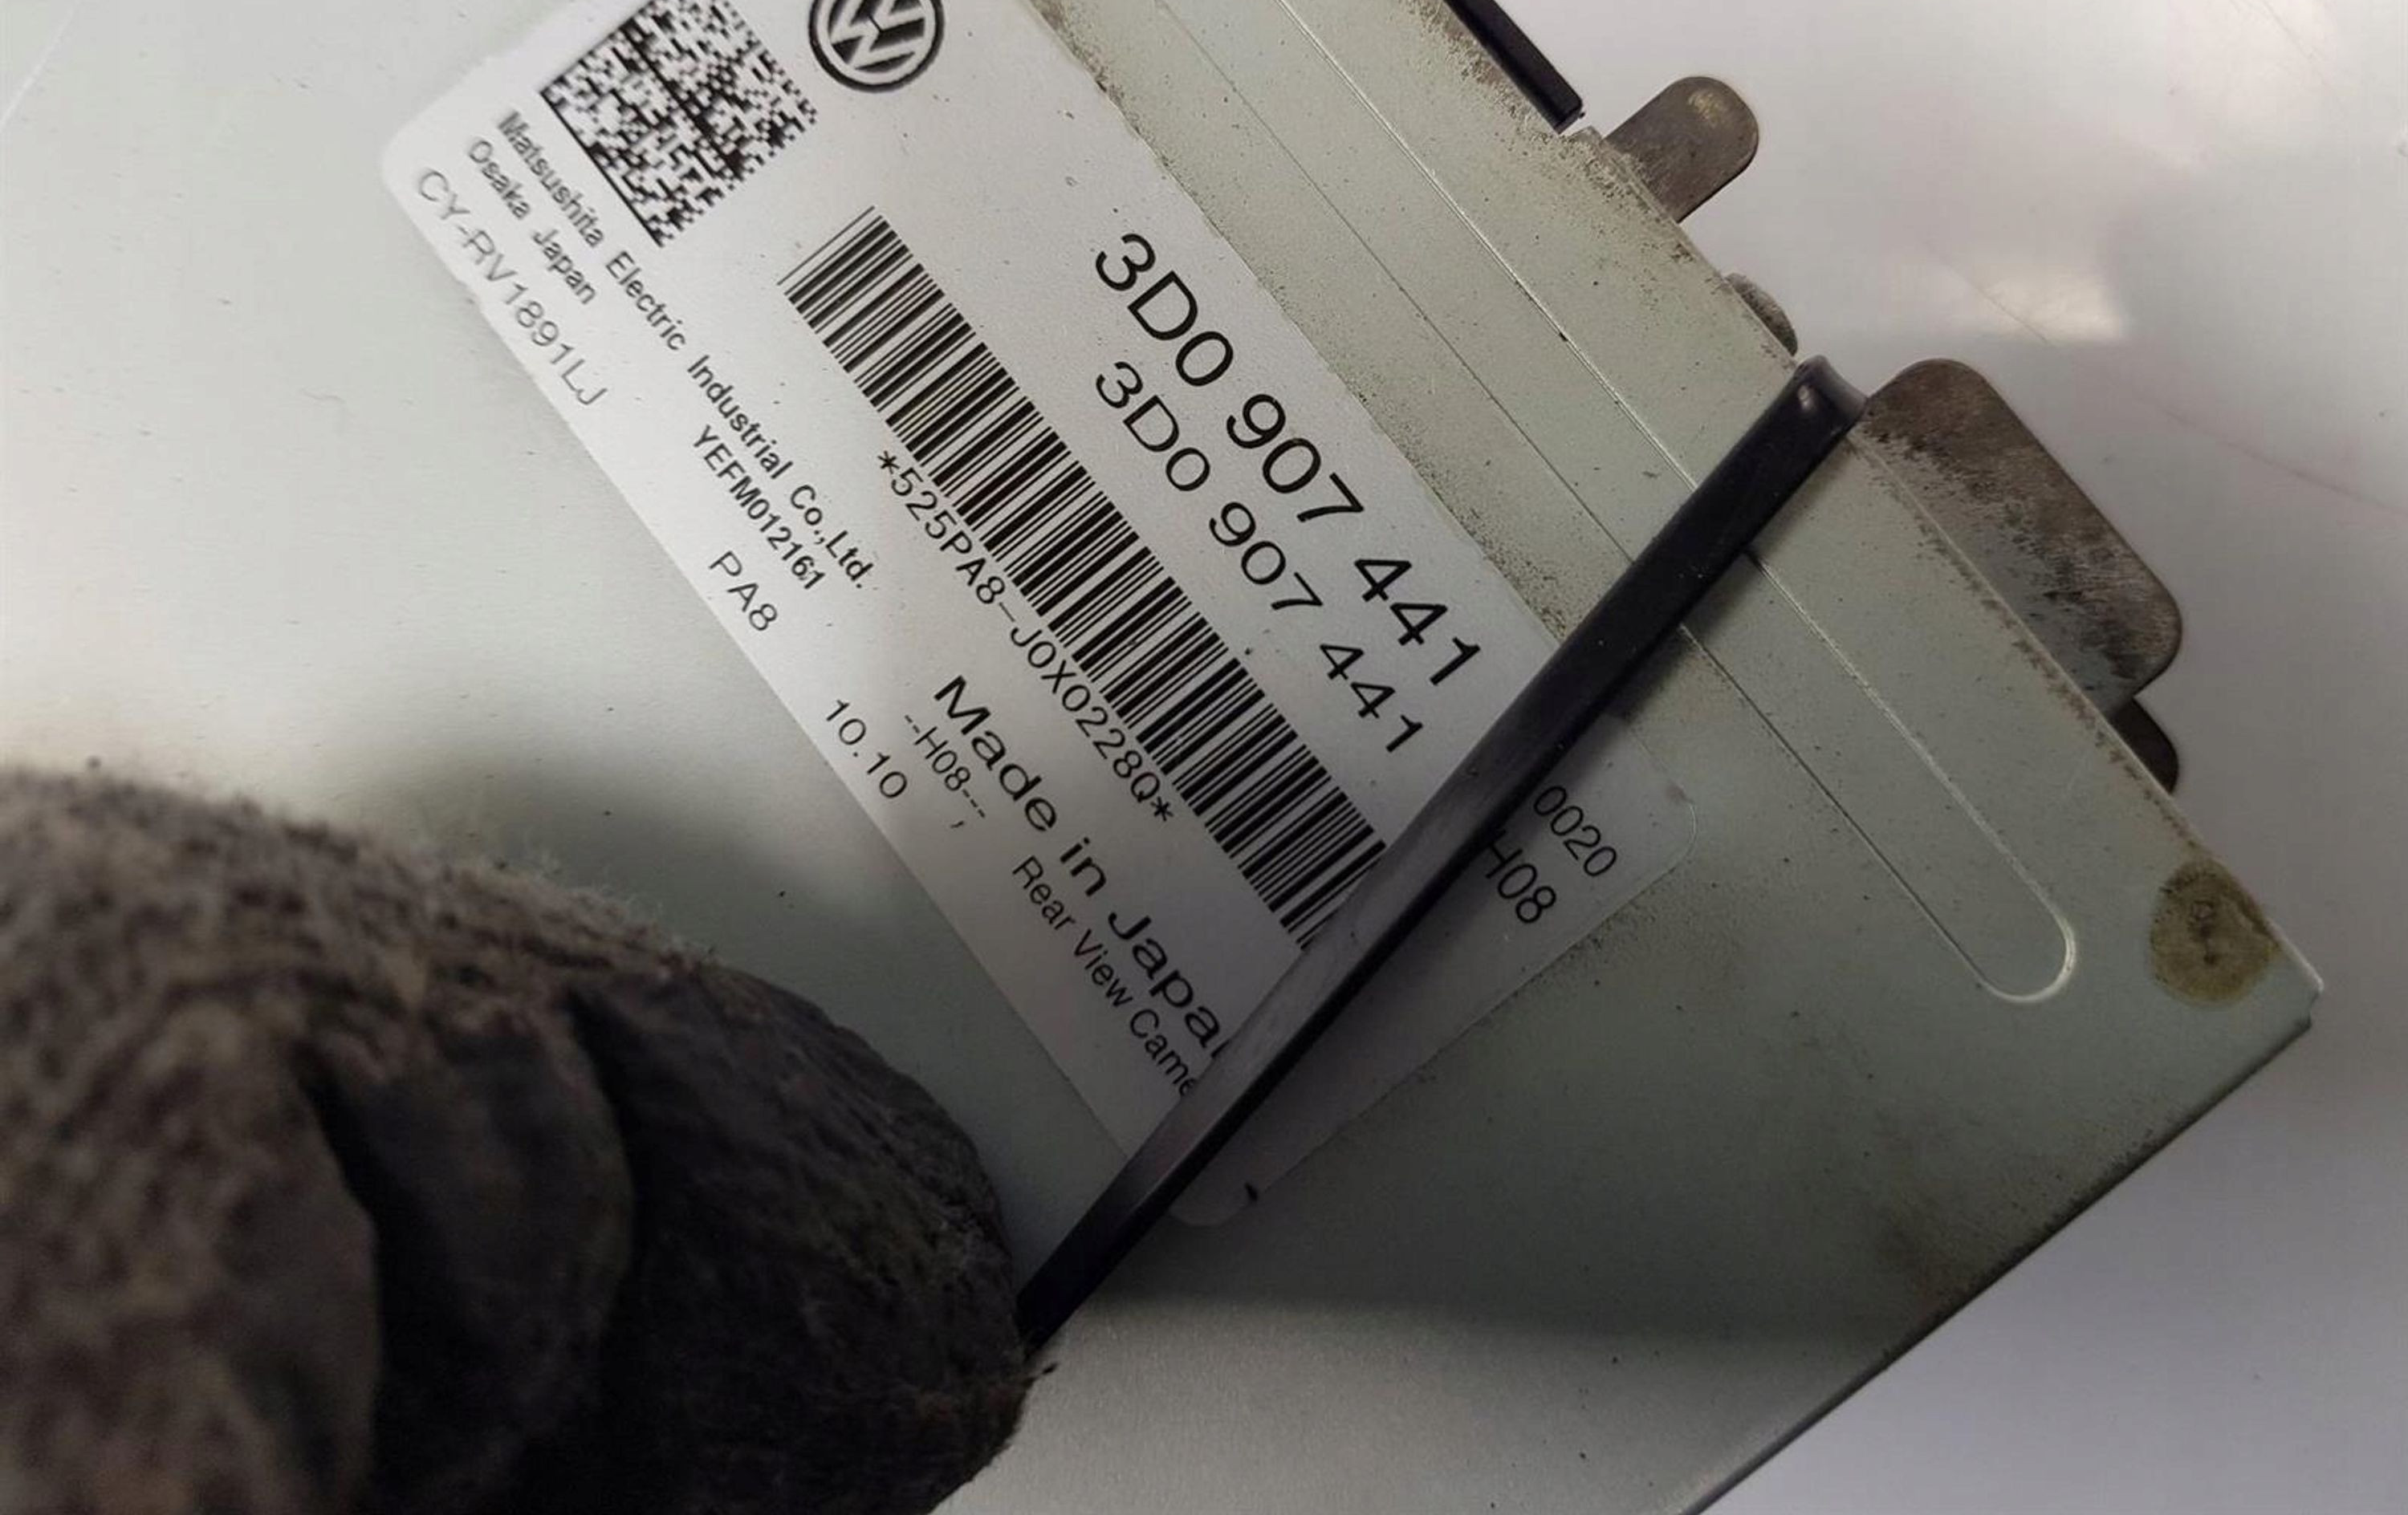 3D0 907 441
3D0 907 441
0020
H08
*525PA8-J0X0228Q*
Matsushita Electric Industrial Co.,Ltd.
Osaka Japan
YEFM012161
Made in Japa
--H08---,
Rear View Came
CY-RV1891LJ
PA8
10.10